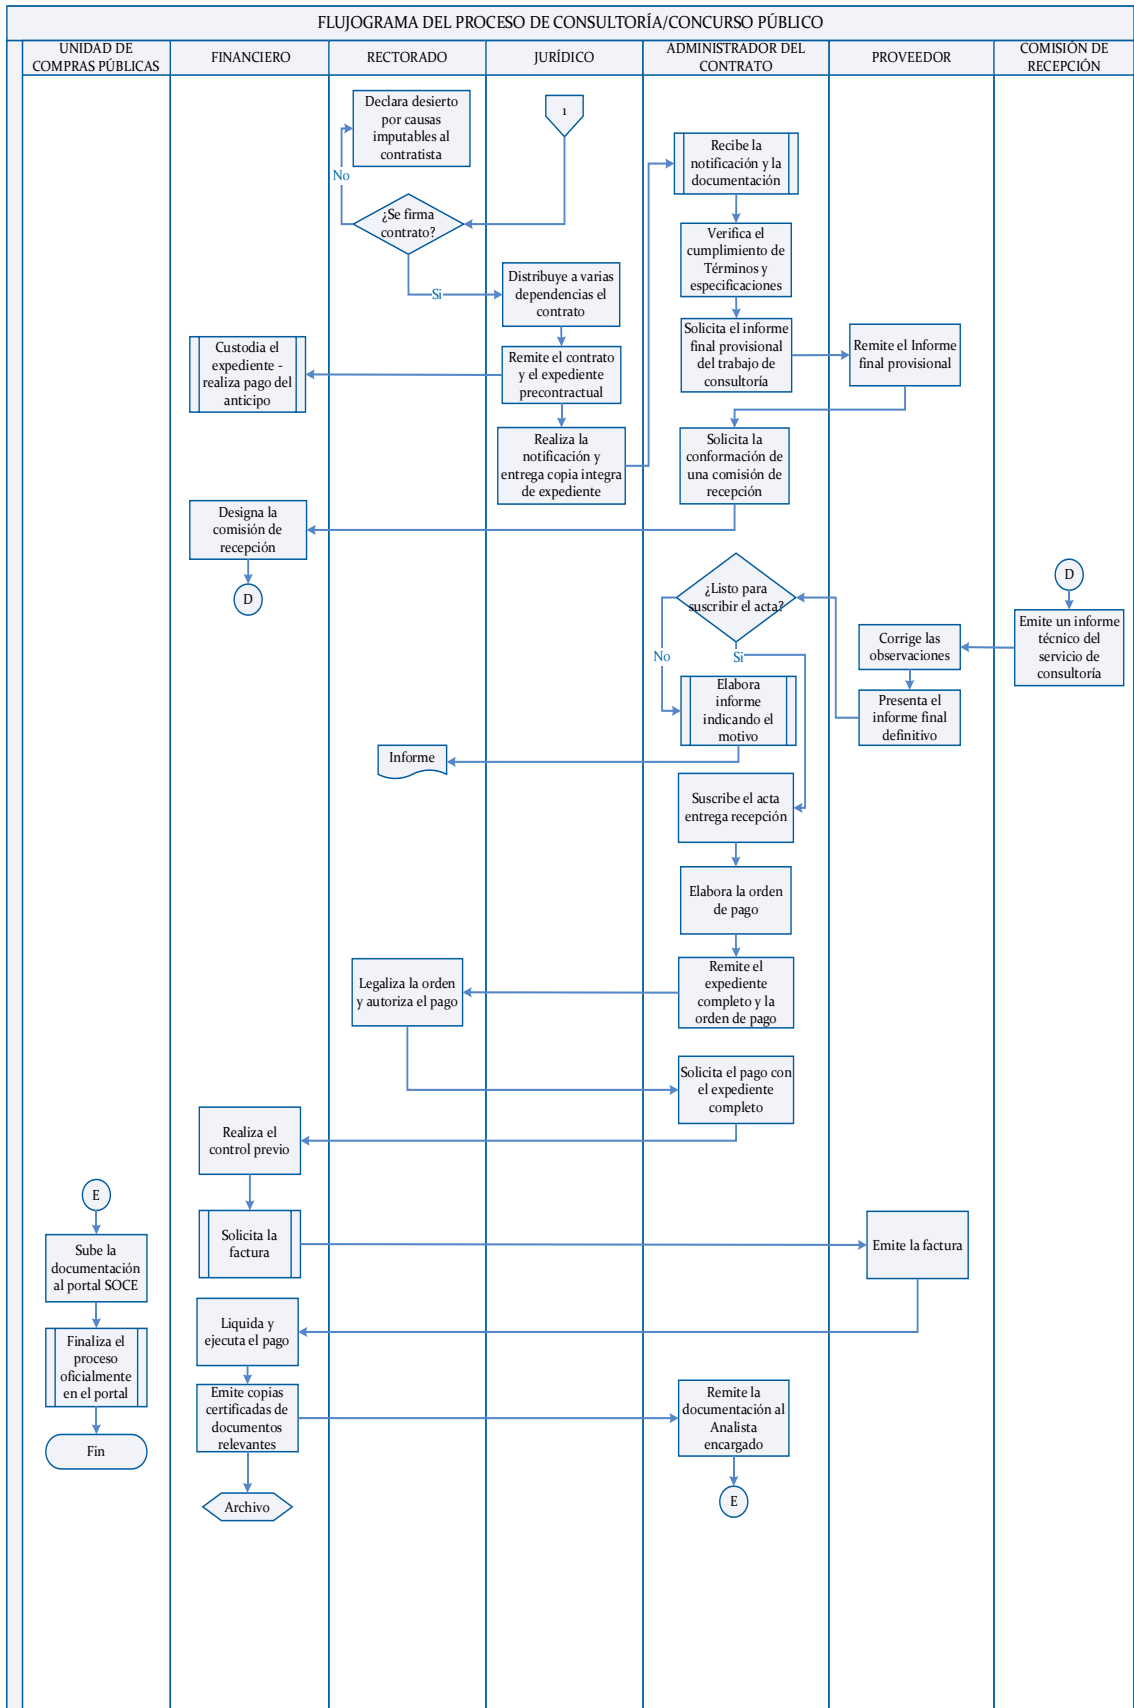 FLUJOGRAMA DEL PROCESO DE CONSULTORÍA/CONCURSO PÚBLICO
UNIDAD DE
COMPRAS PÚBLICAS
FINANCIERO
RECTORADO
JURÍDICO
ADMINISTRADOR DEL
CONTRATO
PROVEEDOR
COMISIÓN DE
RECEPCIÓN
Declara desierto
por causas
imputables al
contratista
1
No
¿Se firma
contrato?
Si
Recibe la
notificación y la
documentación
Verifica el
cumplimiento de
Términos y
especificaciones
Distribuye a varias
dependencias el
contrato
Custodia el
expediente -
realiza pago del
anticipo
Remite el contrato
y el expediente
precontractual
Solicita el informe
final provisional
del trabajo de
consultoría
Remite el Informe
final provisional
Realiza la
notificación y
entrega copia integra
de expediente
Solicita la
conformación de
una comisión de
recepción
Designa la
comisión de
recepción
D
¿Listo para
suscribir el acta?
No
Si
D
Emite un informe
técnico del
servicio de
consultoría
Corrige las
observaciones
Presenta el
informe final
definitivo
Elabora
informe
indicando el
motivo
Informe
Suscribe el acta
entrega recepción
Elabora la orden
de pago
Remite el
expediente
completo y la
orden de pago
Legaliza la orden
y autoriza el pago
Solicita el pago con
el expediente
completo
Realiza el
control previo
E
Sube la
documentación
al portal SOCE
Solicita la
factura
Emite la factura
Liquida y
ejecuta el pago
Finaliza el
proceso
oficialmente
en el portal
Emite copias
certificadas de
documentos
relevantes
Remite la
documentación al
Analista
encargado
Fin
Archivo
E